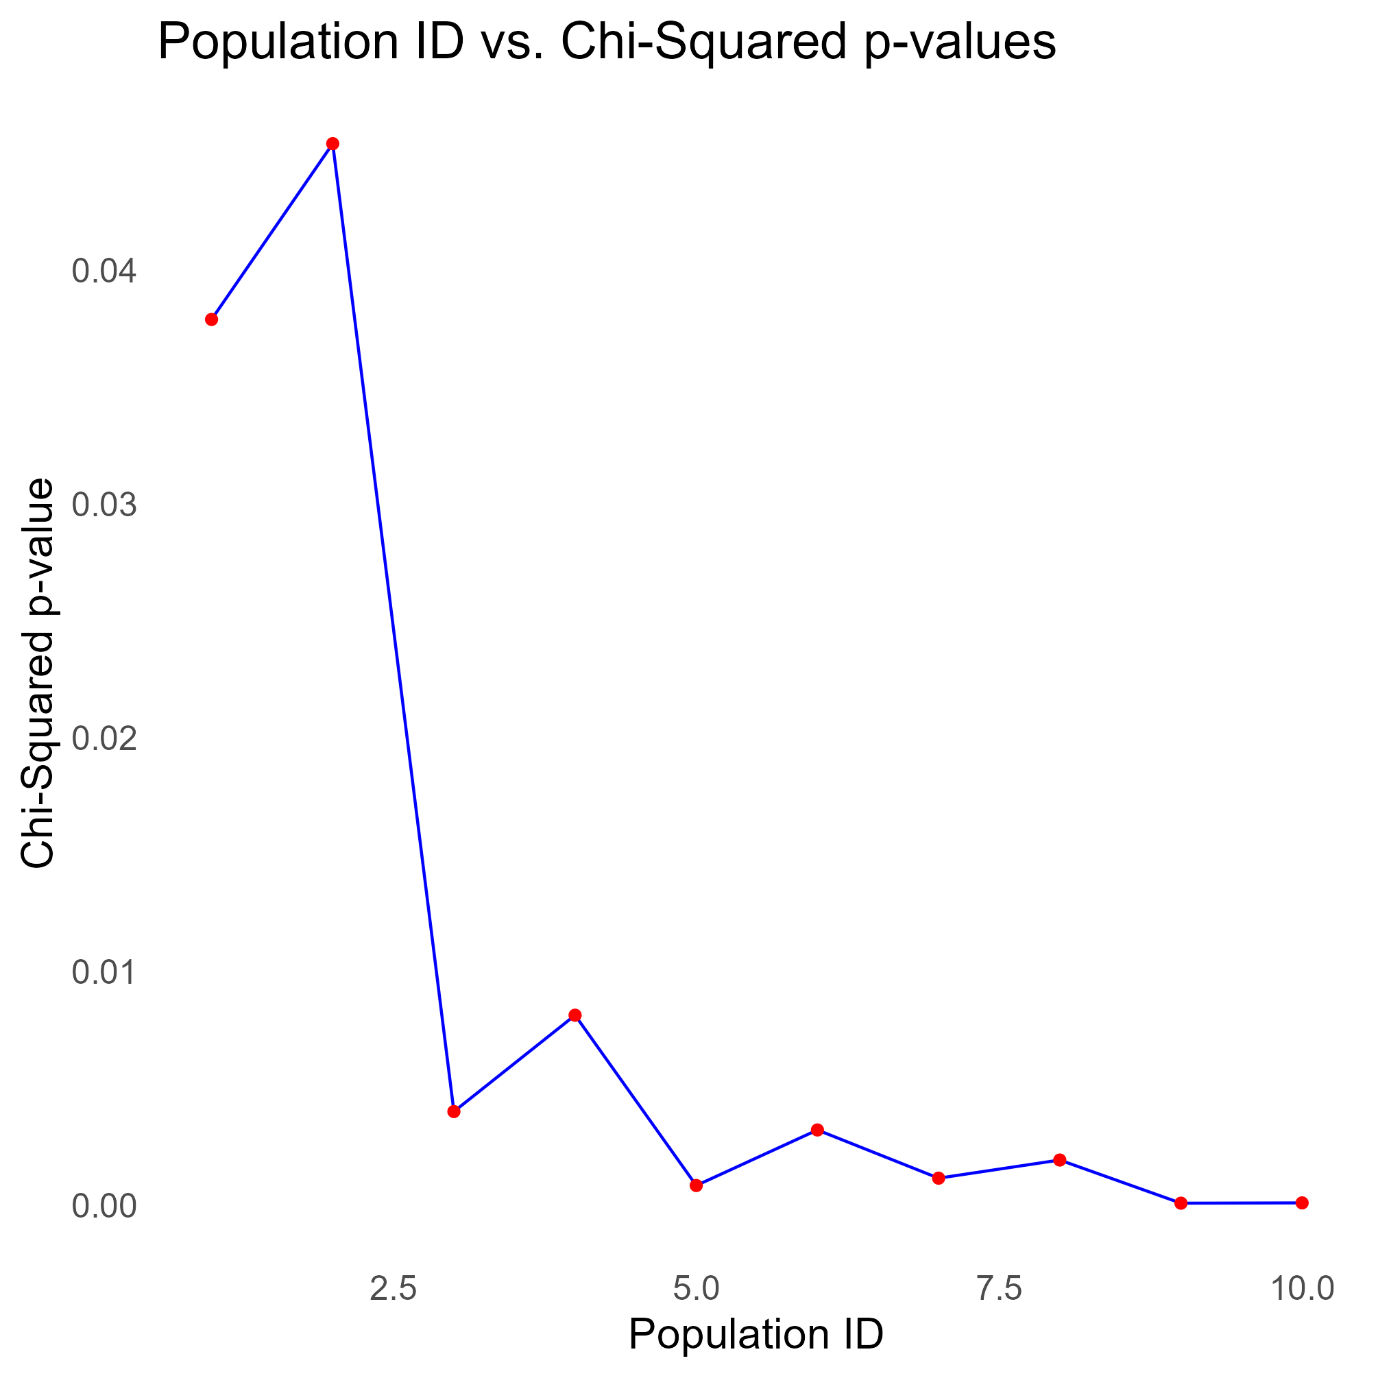 Population ID vs. Chi-Squared p-values
Chi-Squared p-value
0.04
0.03
0.02
0.01
0.00
2.5 5.0 7.5 10.0
Population ID